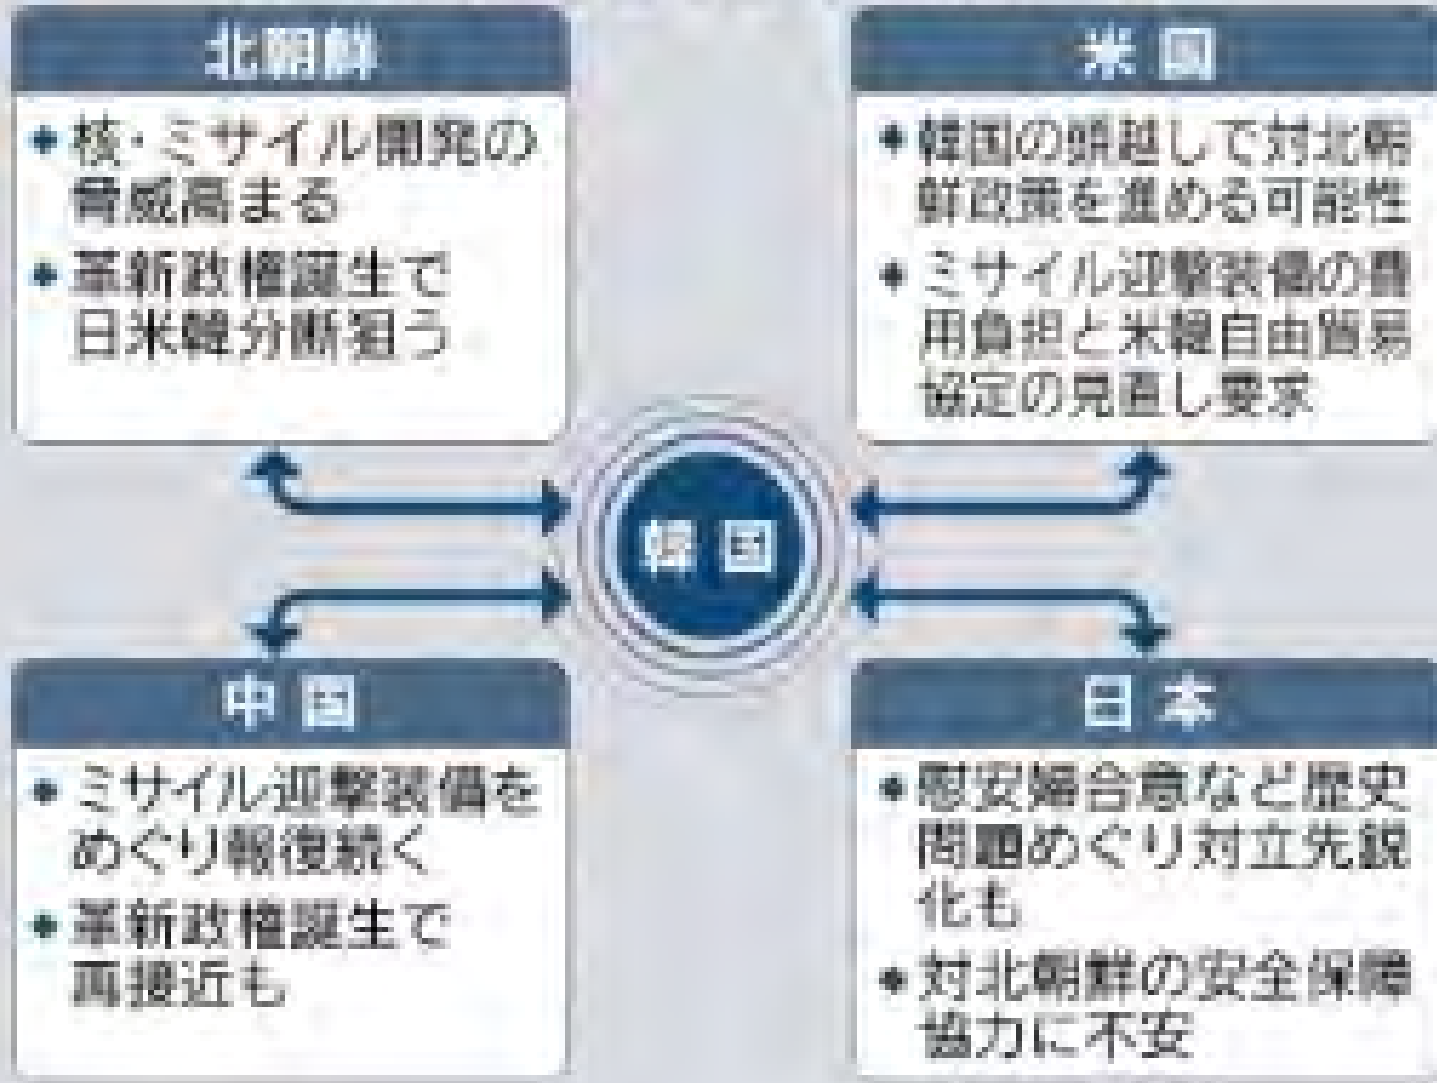 北朝鮮
核・ミサイル開発の
脅威高まる
革新政権誕生で
日米韓分断狙う
米国
韓国の頭越しで対北朝
鮮政策を進める可能性
ミサイル迎撃装備の費
用負担と米韓自由貿易
協定の見直し要求
韓国
中国
ミサイル迎撃装備を
めぐり報復続く
革新政権誕生で
再接近も
日本
慰安婦合意など歴史
問題めぐり対立先鋭
化も
対北朝鮮の安全保障
協力に不安